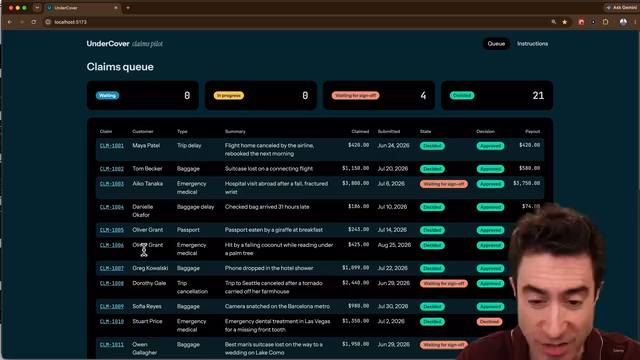 UnderCover
localhost:5173
Ask Gemini
UnderCover claims pilot
Queue
Instructions
Claims queue
Waiting 0
In progress 0
Waiting for sign-off 4
Decided 21
Claim Customer Type Summary Claimed Submitted State Decision Payout
CLM-1001 Maya Patel Trip delay Flight home canceled by the airline, rebooked the next morning $420.00 Jun 24, 2026 Decided Approved $420.00
CLM-1002 Tom Becker Baggage Suitcase lost on a connecting flight $1,150.00 Jul 20, 2026 Decided Approved $580.00
CLM-1003 Aiko Tanaka Emergency medical Hospital visit abroad after a fall, fractured wrist $3,800.00 Jul 6, 2026 Waiting for sign-off Approved $3,750.00
CLM-1004 Danielle Okafor Baggage delay Checked bag arrived 31 hours late $186.00 Jul 10, 2026 Decided Approved $74.00
CLM-1005 Oliver Grant Passport Passport eaten by a giraffe at breakfast $243.00 Jul 14, 2026 Decided Approved
CLM-1006 Oliver Grant Emergency medical Hit by a falling coconut while reading under a palm tree $425.00 Aug 25, 2026 Decided Approved
CLM-1007 Greg Kowalski Baggage Phone dropped in the hotel shower $1,099.00 Jul 22, 2026 Decided Approved
CLM-1008 Dorothy Gale Trip cancellation Trip to Seattle canceled after a tornado carried off her farmhouse $2,440.00 Jun 29, 2026 Waiting for sign-off Approved
CLM-1009 Sofia Reyes Baggage Camera snatched on the Barcelona metro $980.00 Jul 30, 2026 Decided Approved
CLM-1010 Stuart Price Emergency medical Emergency dental treatment in Las Vegas for a missing front tooth $1,350.00 Jul 2, 2026 Decided Declined
CLM-1011 Owen Gallagher Baggage Best man's suitcase lost on the way to a wedding on Lake Como $1,950.00 Jun 29, 2026 Waiting for sign-off Approved